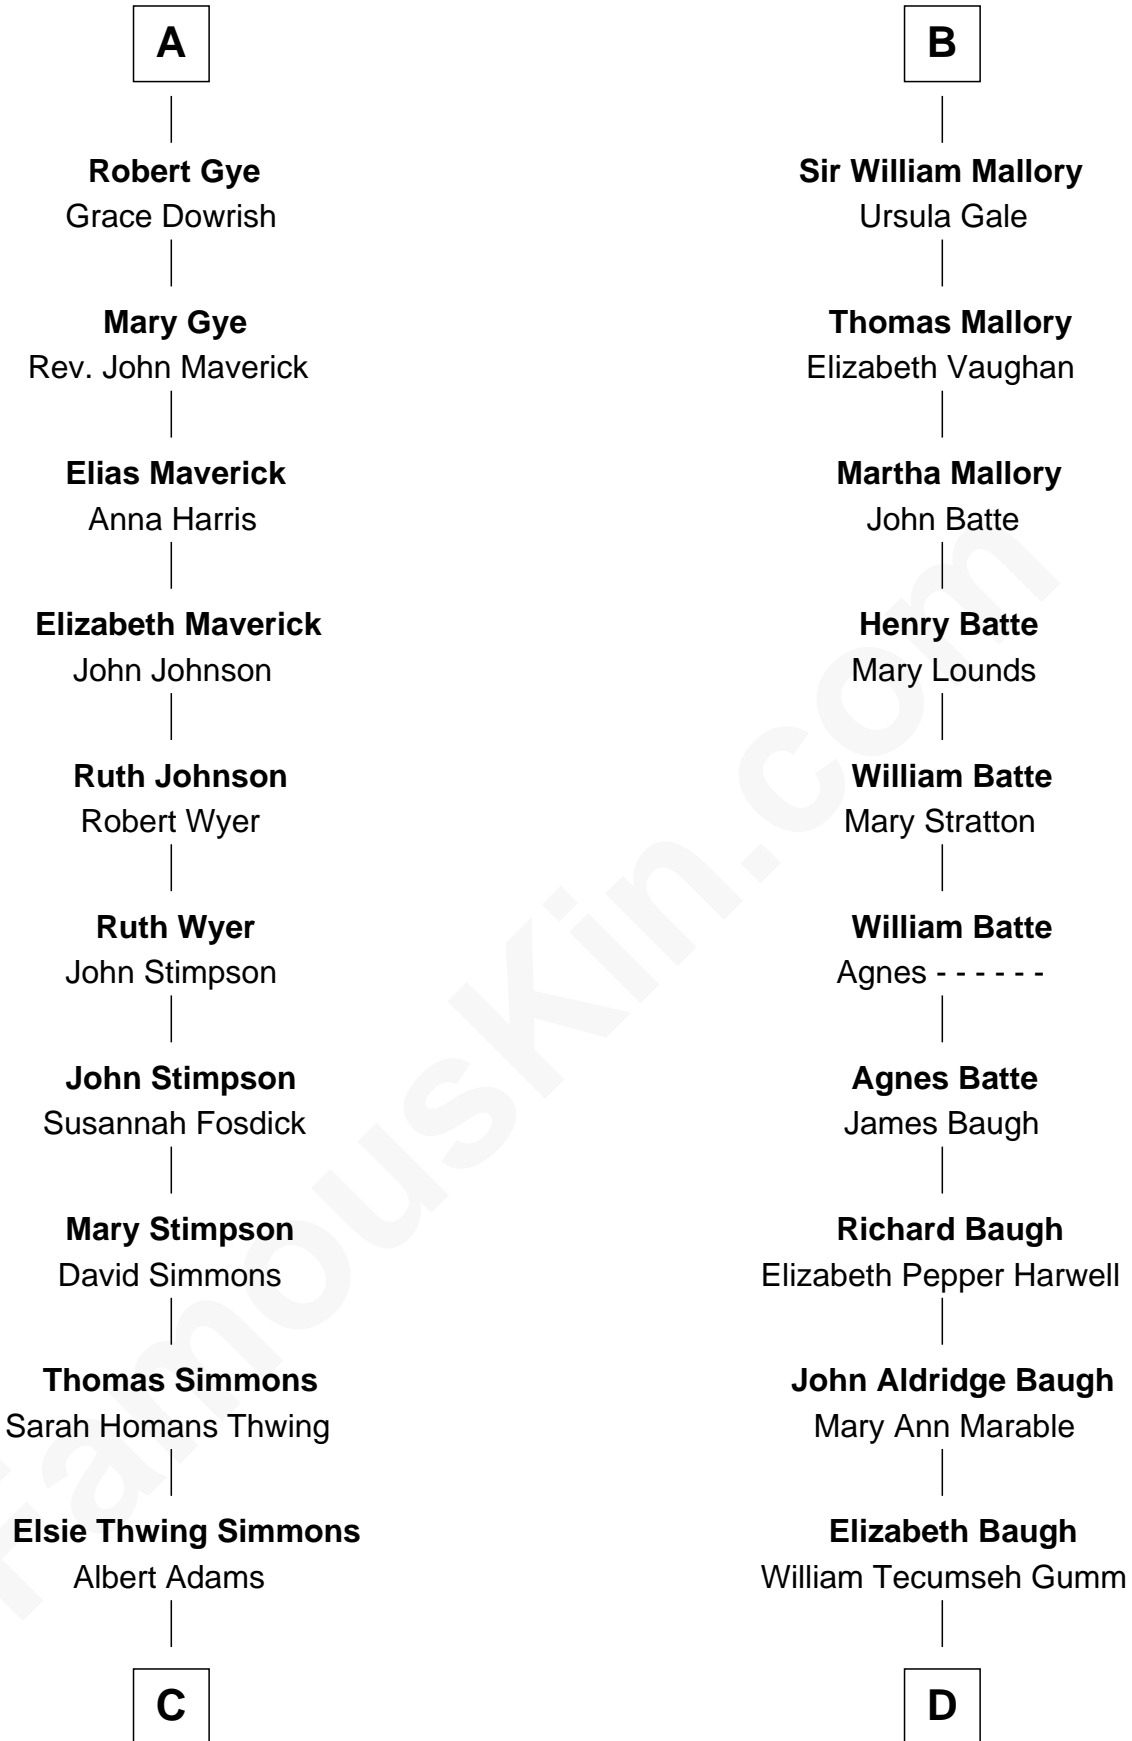 A
Robert Gye
Grace Dowrish
Mary Gye
Rev. John Maverick
Elias Maverick
Anna Harris
Elizabeth Maverick
John Johnson
Ruth Johnson
Robert Wyer
Ruth Wyer
John Stimpson
John Stimpson
Susannah Fosdick
Mary Stimpson
David Simmons
Thomas Simmons
Sarah Homans Thwing
Elsie Thwing Simmons
Albert Adams
C
B
Sir William Mallory
Ursula Gale
Thomas Mallory
Elizabeth Vaughan
Martha Mallory
John Batte
Henry Batte
Mary Lounds
William Batte
Mary Stratton
William Batte
Agnes - - - - - -
Agnes Batte
James Baugh
Richard Baugh
Elizabeth Pepper Harwell
John Aldridge Baugh
Mary Ann Marable
Elizabeth Baugh
William Tecumseh Gumm
D
FamousKin.com